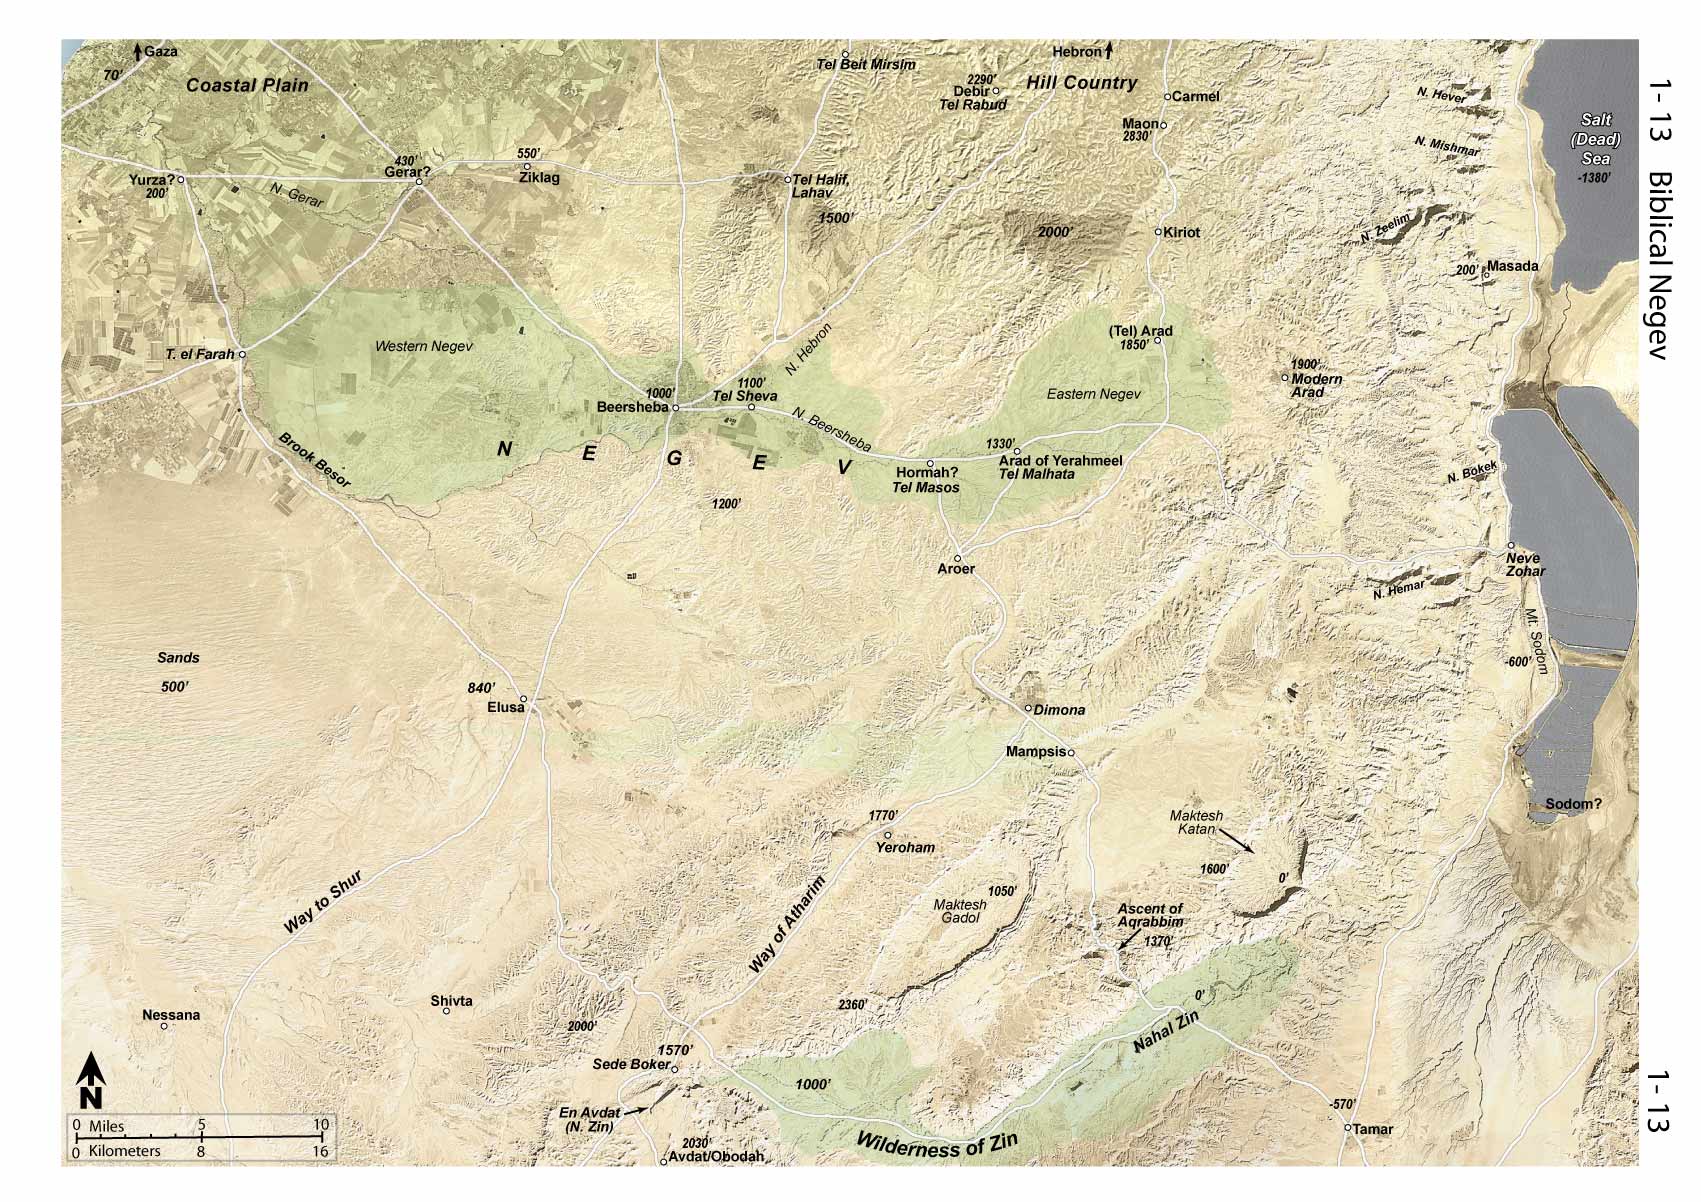 Gaza
70'
Coastal Plain
Tel Beit Mirsim
Hebron
Hill Country
2290'
Debir
Tel Rabud
Carmel
Maon
2830'
N. Hever
N. Mishmar
Salt
(Dead)
Sea
-1380'
1- 13 Biblical Negev
Yurza?
200'
N. Gerar
430'
Gerar?
550'
Ziklag
Tel Halif,
Lahav
1500'
2000'
Kiriot
N. Zeelim
200'
Masada
T. el Farah
Western Negev
N. Hebron
(Tel) Arad
1850'
1900'
Modern
Arad
1000'
Beersheba
1100'
Tel Sheva
N. Beersheba
Eastern Negev
N E G E V
Brook Besor
1330'
Arad of Yerahmeel
Tel Malhata
Hormah?
Tel Masos
1200'
N. Bokek
Aroer
Neve
Zohar
N. Hemar
Mt. Sodom
-600'
Sands
500'
840'
Elusa
Dimona
Mampsis
Sodom?
1770'
Yeroham
Maktesh
Katan
1600'
0'
Way to Shur
Way of Atharim
1050'
Maktesh
Gadol
Ascent of
Aqrabbim
1370'
2360'
0'
Nahal Zin
Nessana
Shivta
2000'
1570'
Sede Boker
1000'
En Avdat
(N. Zin)
Wilderness of Zin
2030'
Avdat/Obodah
-570'
Tamar
N
0 Miles 5 10
0 Kilometers 8 16
1- 13